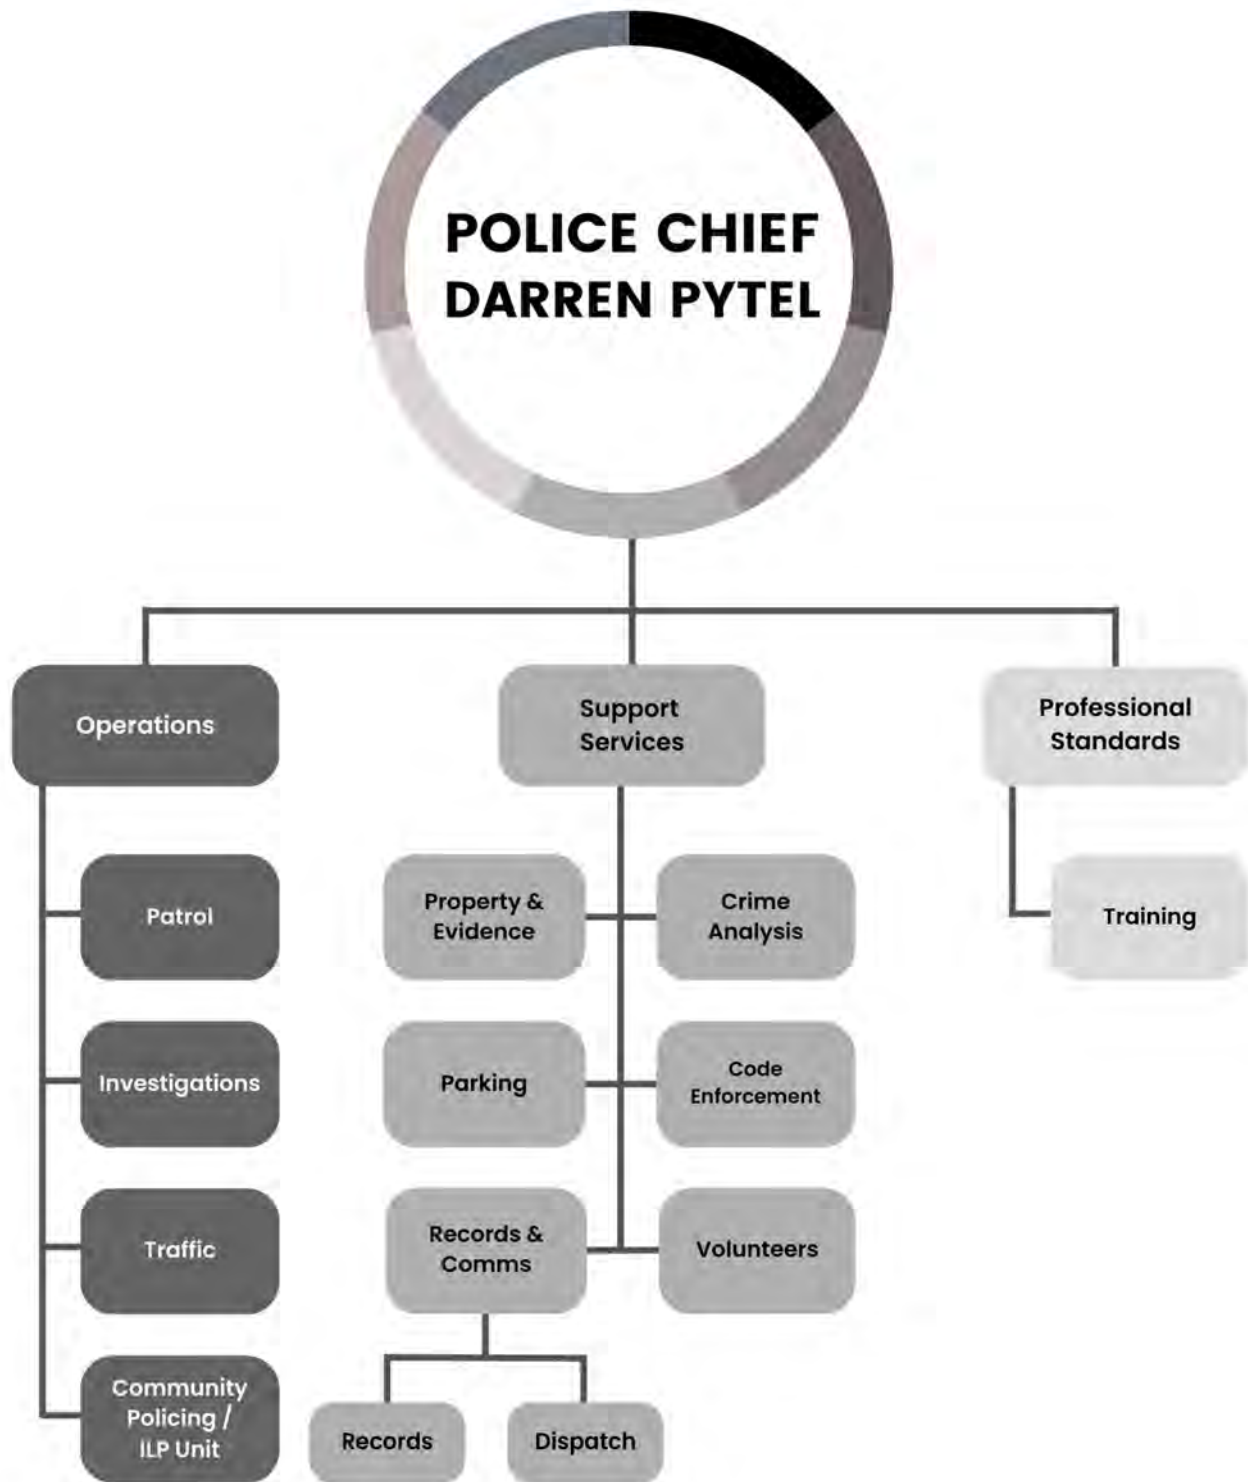 POLICE CHIEF
DARREN PYTEL
Operations
Support
Services
Professional
Standards
Patrol
Property &
Evidence
Crime
Analysis
Training
Investigations
Parking
Code
Enforcement
Traffic
Records &
Comms
Volunteers
Community
Policing /
ILP Unit
Records
Dispatch